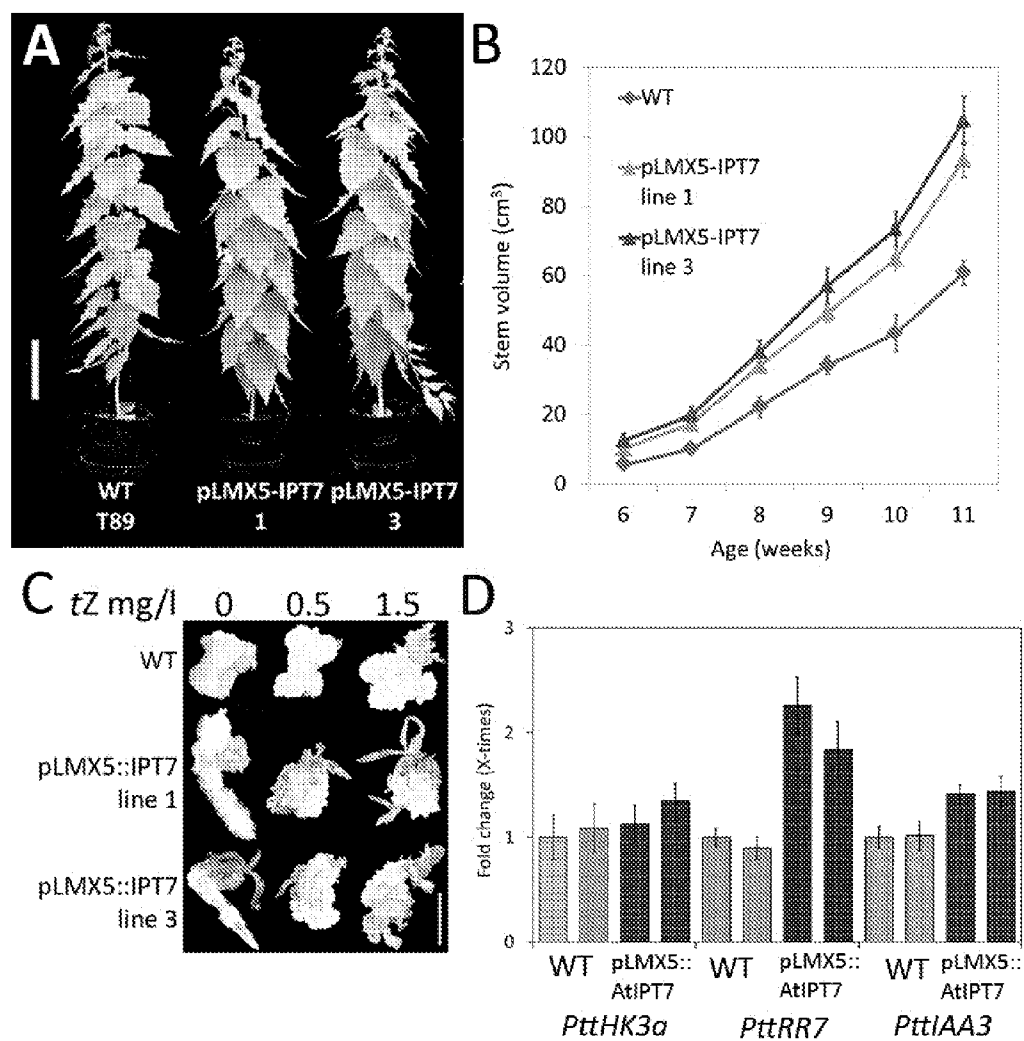 A
WT
T89
pLMX5-IPT7
1
pLMX5-IPT7
3
B
120
100
80
60
40
20
0
Stem volume (cm³)
WT
pLMX5-IPT7
line 1
pLMX5-IPT7
line 3
6 7 8 9 10 11
Age (weeks)
C
tZ mg/l 0 0.5 1.5
WT
pLMX5::IPT7
line 1
pLMX5::IPT7
line 3
D
3
2
1
0
Fold change (X-times)
WT pLMX5:: WT pLMX5:: WT pLMX5::
AtIPT7 AtIPT7 AtIPT7
PttHK3a PttRR7 PttIAA3